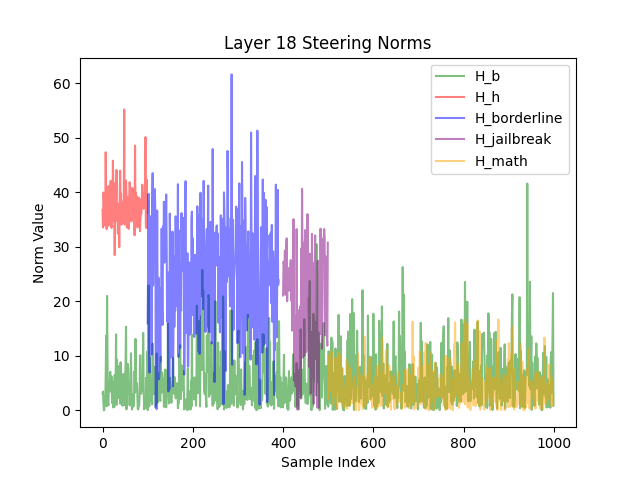 Layer 18 Steering Norms
H_b
H_h
H_borderline
H_jailbreak
H_math
Norm Value
60
50
40
30
20
10
0
0
200
400
600
800
1000
Sample Index